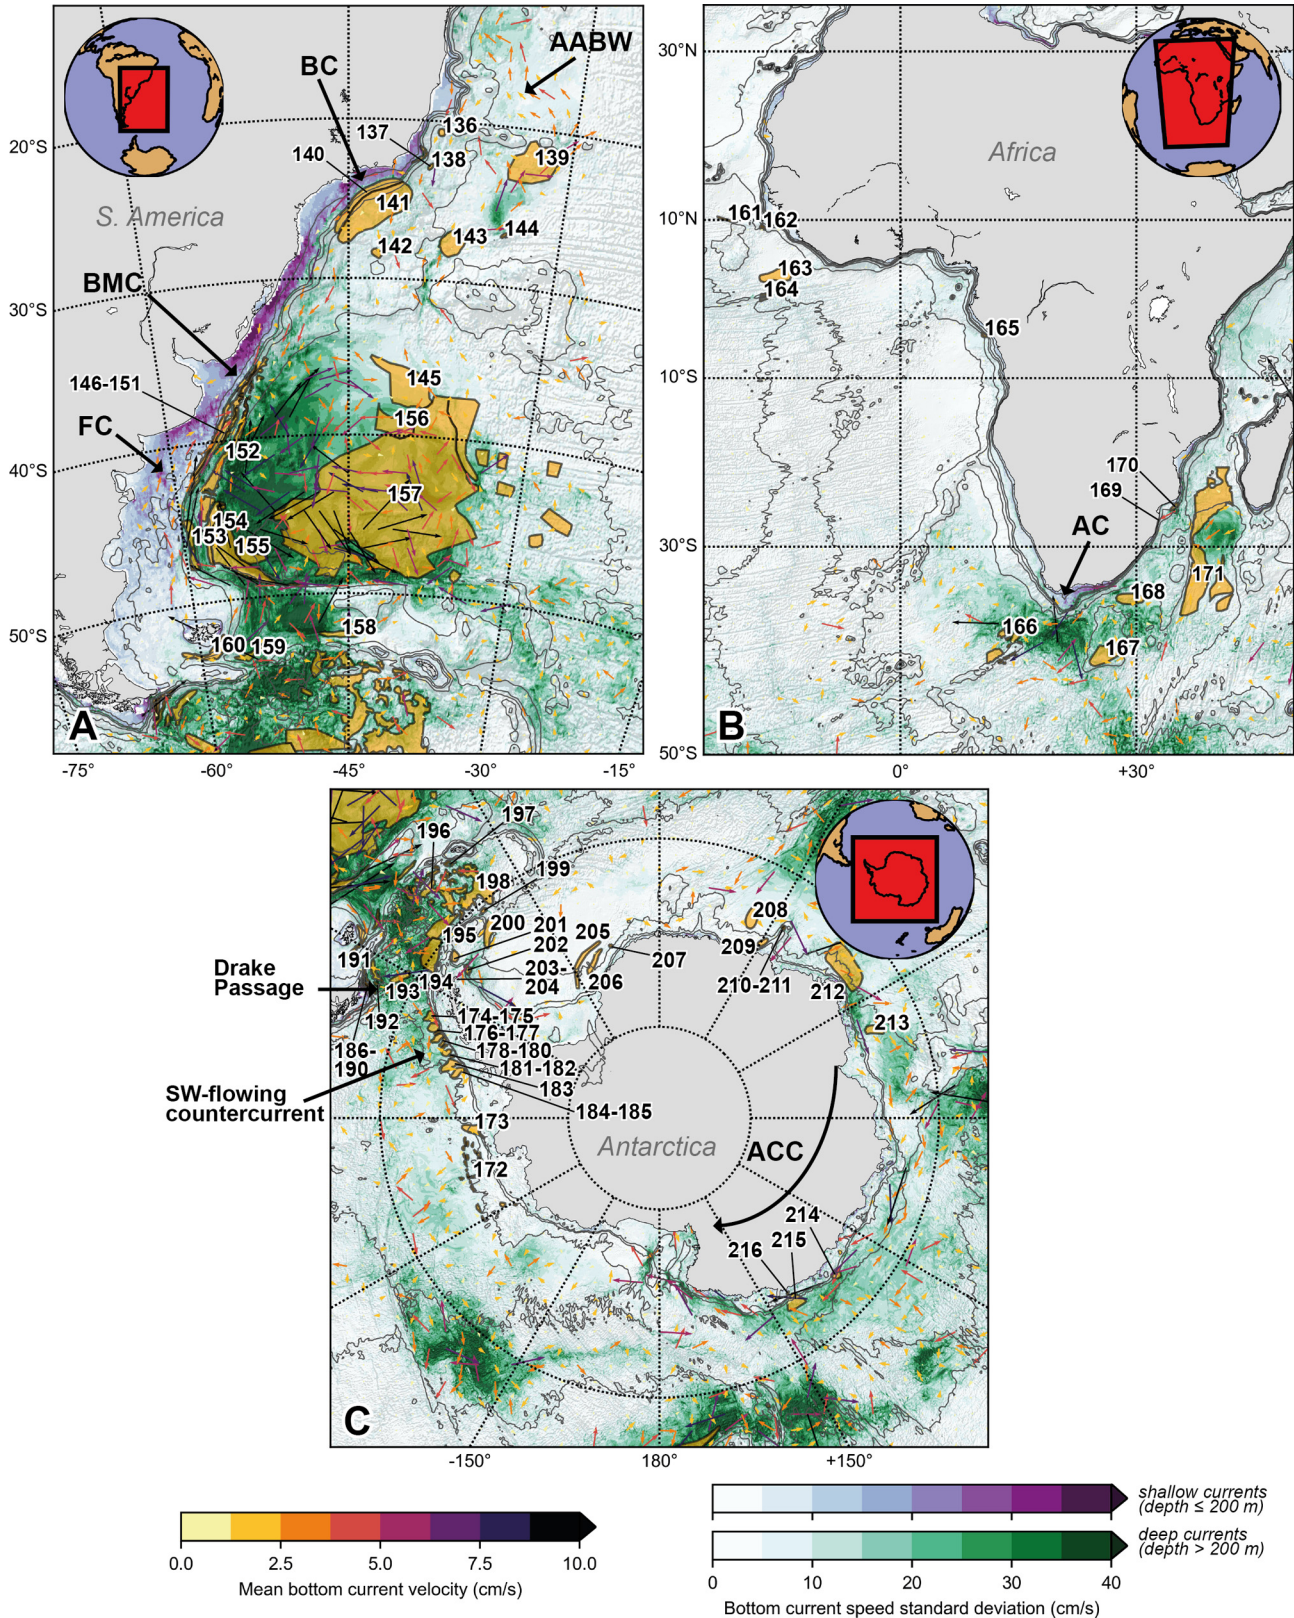 AABW
BC
136
137
138
139
140
141
142
143
144
20°S
S. America
BMC
30°S
145
146-151
156
FC
152
40°S
157
154
153
155
50°S
160
159
158
A
-75°
-60°
-45°
-30°
-15°
30°N
Africa
161
162
10°N
163
164
165
10°S
170
169
AC
30°S
171
168
166
167
50°S
B
0°
+30°
197
196
199
198
200
201
205
208
195
202
209
191
203-
204
206
207
210-211
212
Drake
Passage
193
194
192
213
174-175
176-177
186-
190
178-180
181-182
183
SW-flowing
countercurrent
184-185
173
Antarctica
ACC
172
214
215
216
C
-150°
180°
+150°
shallow currents
(depth ≤ 200 m)
deep currents
(depth > 200 m)
0.0
2.5
5.0
7.5
10.0
Mean bottom current velocity (cm/s)
0
10
20
30
40
Bottom current speed standard deviation (cm/s)